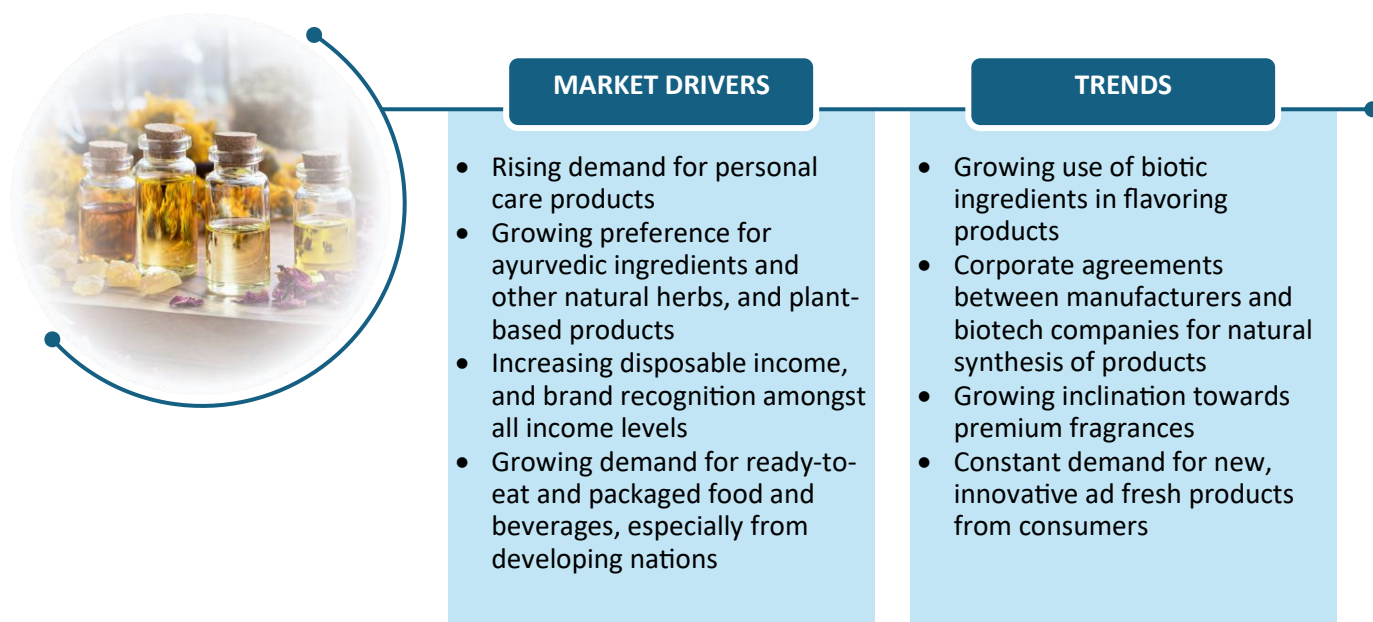 MARKET DRIVERS
• Rising demand for personal
care products
• Growing preference for
ayurvedic ingredients and
other natural herbs, and plant-
based products
• Increasing disposable income,
and brand recognition amongst
all income levels
• Growing demand for ready-to-
eat and packaged food and
beverages, especially from
developing nations
TRENDS
• Growing use of biotic
ingredients in flavoring
products
• Corporate agreements
between manufacturers and
biotech companies for natural
synthesis of products
• Growing inclination towards
premium fragrances
• Constant demand for new,
innovative ad fresh products
from consumers